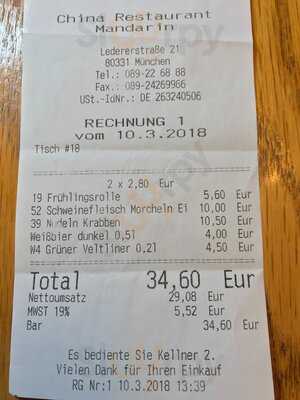 China Restaurant
Mandarin
Ledererstraße 21
80331 München
Tel.: 089-22 68 88
Fax.: 089-24269966
USt.-IdNr.: DE 263240506
RECHNUNG 1
vom 10.3.2018
Tisch #18
2 x 2,80 Eur
19 Frühlingsrolle 5,60 Eur
52 Schweinefleisch Morcheln Ei 10,00 Eur
39 Nudeln Krabben 10,50 Eur
Weißbier dunkel 0,5l 4,00 Eur
W4 Grüner Veltliner 0,2l 4,50 Eur
Total 34,60 Eur
Nettoumsatz 29,08 Eur
MWST 19% 5,52 Eur
Bar 34,60 Eur
Es bediente Sie Kellner 2.
Vielen Dank für Ihren Einkauf
RG Nr:1 10.3.2018 13:39